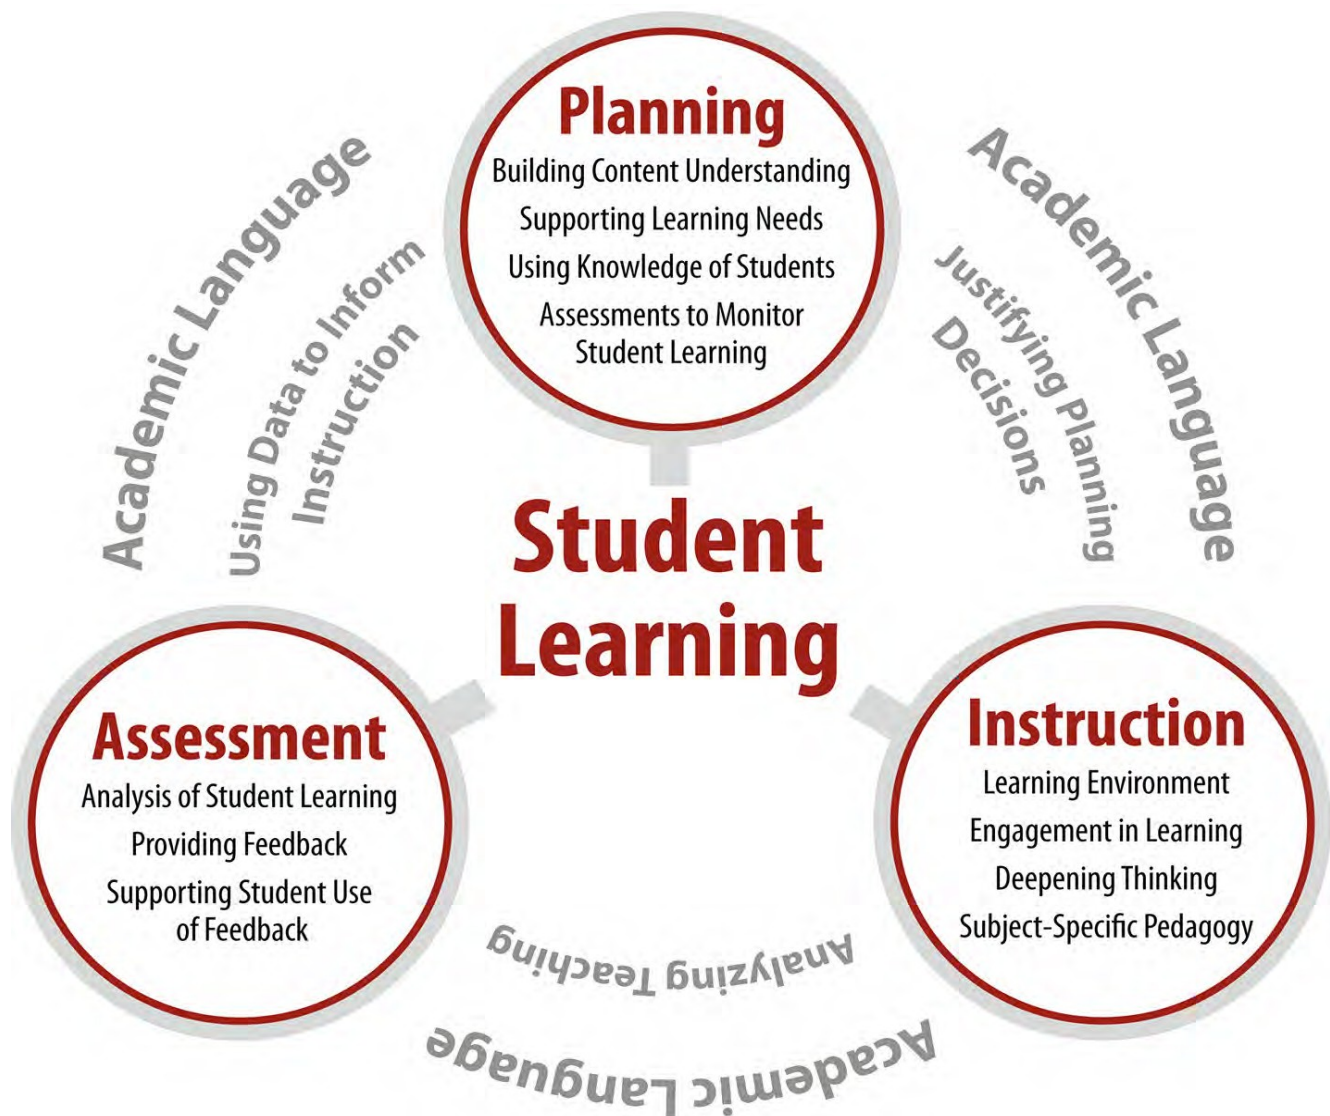 Planning
Building Content Understanding
Supporting Learning Needs
Using Knowledge of Students
Assessments to Monitor
Student Learning
Academic Language
Using Data to Inform
Instruction
Academic Language
Justifying Planning
Decisions
Student
Learning
Assessment
Analysis of Student Learning
Providing Feedback
Supporting Student Use
of Feedback
Instruction
Learning Environment
Engagement in Learning
Deepening Thinking
Subject-Specific Pedagogy
Analyzing Teaching
Academic Language